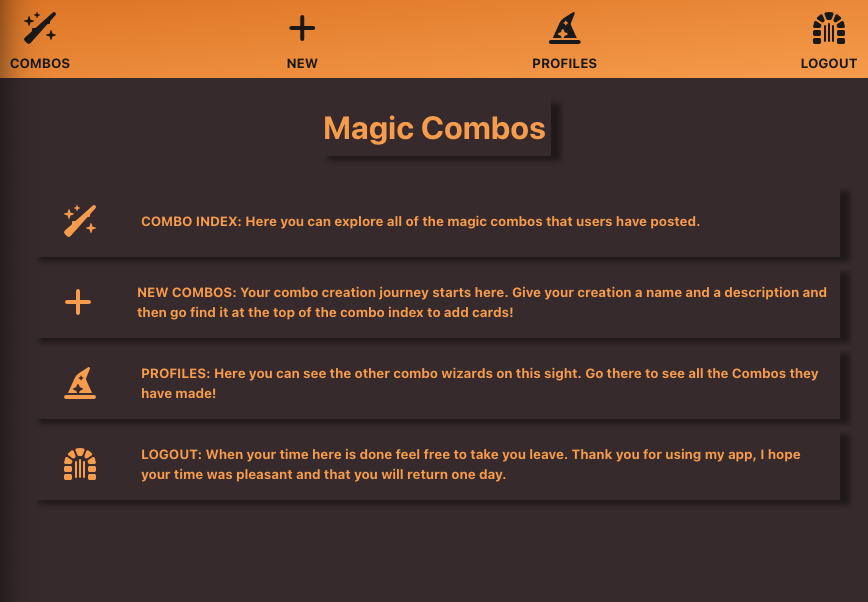 COMBOS NEW PROFILES LOGOUT
Magic Combos
COMBO INDEX: Here you can explore all of the magic combos that users have posted.
NEW COMBOS: Your combo creation journey starts here. Give your creation a name and a description and
then go find it at the top of the combo index to add cards!
PROFILES: Here you can see the other combo wizards on this sight. Go there to see all the Combos they
have made!
LOGOUT: When your time here is done feel free to take you leave. Thank you for using my app, I hope
your time was pleasant and that you will return one day.